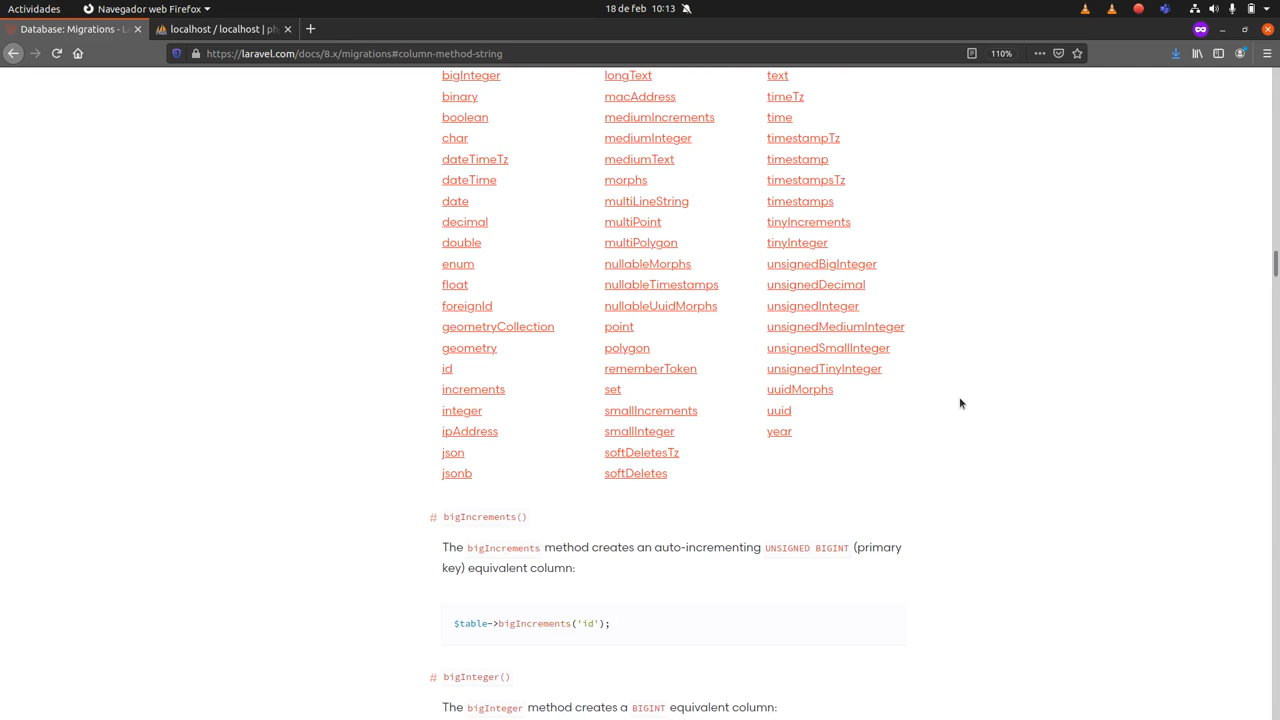 Actividades
Navegador web Firefox
18 de feb 10:13
Database: Migrations - L
localhost / localhost | ph
https://laravel.com/docs/8.x/migrations#column-method-string
110%
bigInteger
binary
boolean
char
dateTimeTz
dateTime
date
decimal
double
enum
float
foreignId
geometryCollection
geometry
id
increments
integer
ipAddress
json
jsonb
longText
macAddress
mediumIncrements
mediumInteger
mediumText
morphs
multiLineString
multiPoint
multiPolygon
nullableMorphs
nullableTimestamps
nullableUuidMorphs
point
polygon
rememberToken
set
smallIncrements
smallInteger
softDeletesTz
softDeletes
text
timeTz
time
timestampTz
timestamp
timestampsTz
timestamps
tinyIncrements
tinyInteger
unsignedBigInteger
unsignedDecimal
unsignedInteger
unsignedMediumInteger
unsignedSmallInteger
unsignedTinyInteger
uuidMorphs
uuid
year
# bigIncrements()
The bigIncrements method creates an auto-incrementing UNSIGNED BIGINT (primary
key) equivalent column:
$table->bigIncrements('id');
# bigInteger()
The bigInteger method creates a BIGINT equivalent column: